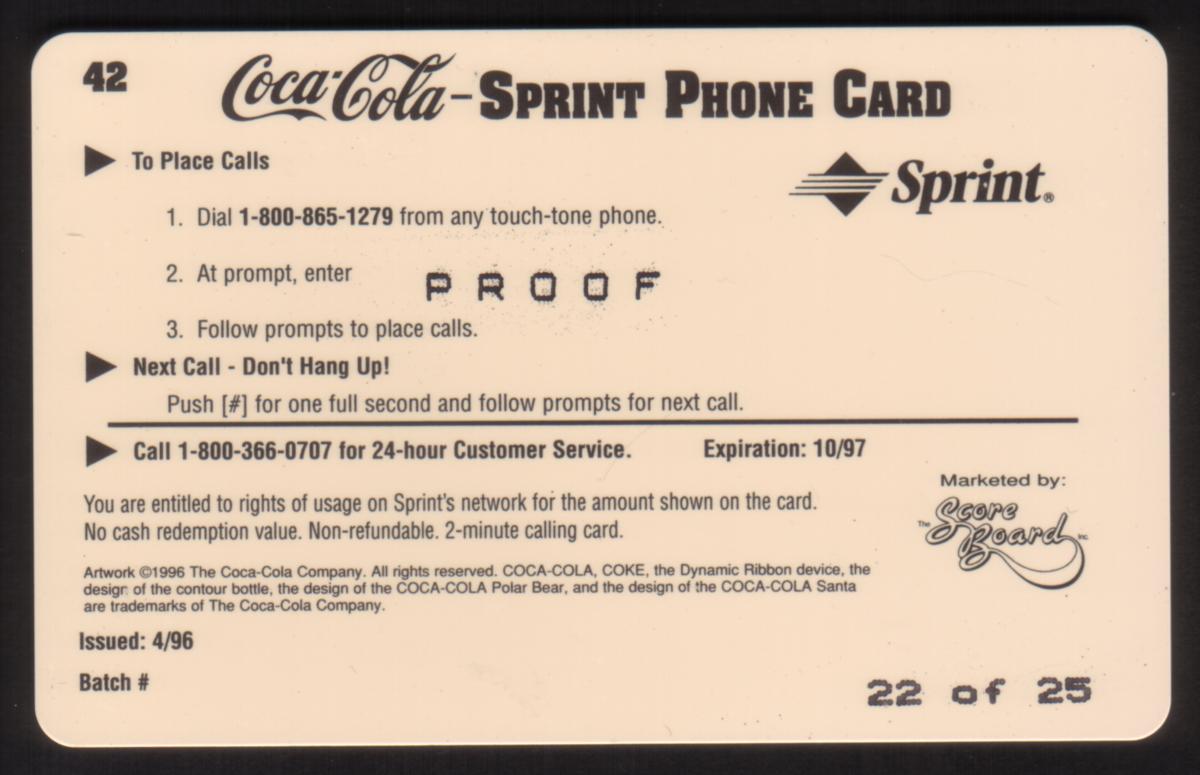 42
Coca-Cola - SPRINT PHONE CARD
To Place Calls
Sprint®
1. Dial 1-800-865-1279 from any touch-tone phone.
2. At prompt, enter PROOF
3. Follow prompts to place calls.
Next Call - Don't Hang Up!
Push [#] for one full second and follow prompts for next call.
Call 1-800-366-0707 for 24-hour Customer Service. Expiration: 10/97
Marketed by:
The Score Board Inc.
You are entitled to rights of usage on Sprint's network for the amount shown on the card.
No cash redemption value. Non-refundable. 2-minute calling card.
Artwork ©1996 The Coca-Cola Company. All rights reserved. COCA-COLA, COKE, the Dynamic Ribbon device, the
design of the contour bottle, the design of the COCA-COLA Polar Bear, and the design of the COCA-COLA Santa
are trademarks of The Coca-Cola Company.
Issued: 4/96
Batch #
22 of 25